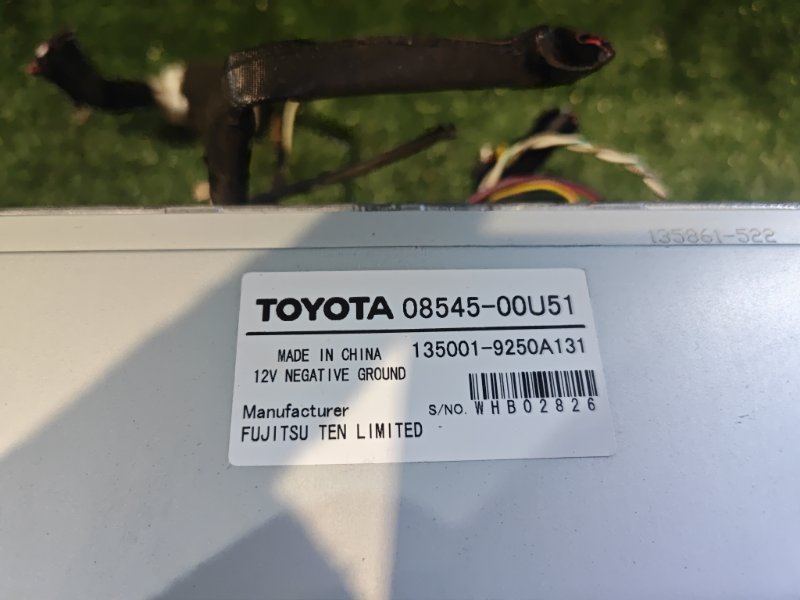 135861-522
TOYOTA 08545-00U51
MADE IN CHINA 135001-9250A131
12V NEGATIVE GROUND
Manufacturer S/NO. WHB02826
FUJITSU TEN LIMITED